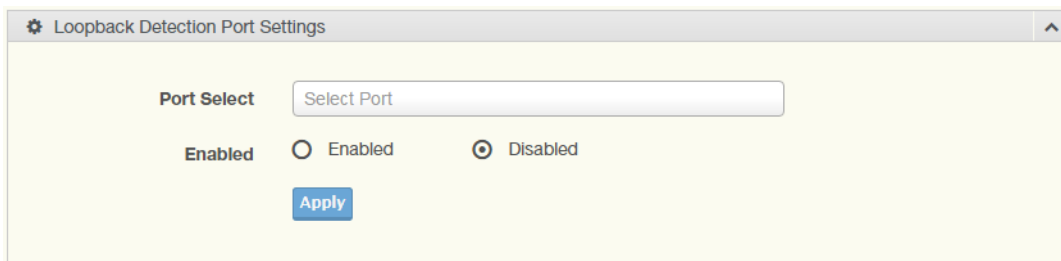 Loopback Detection Port Settings
Port Select Select Port
Enabled Enabled Disabled
Apply